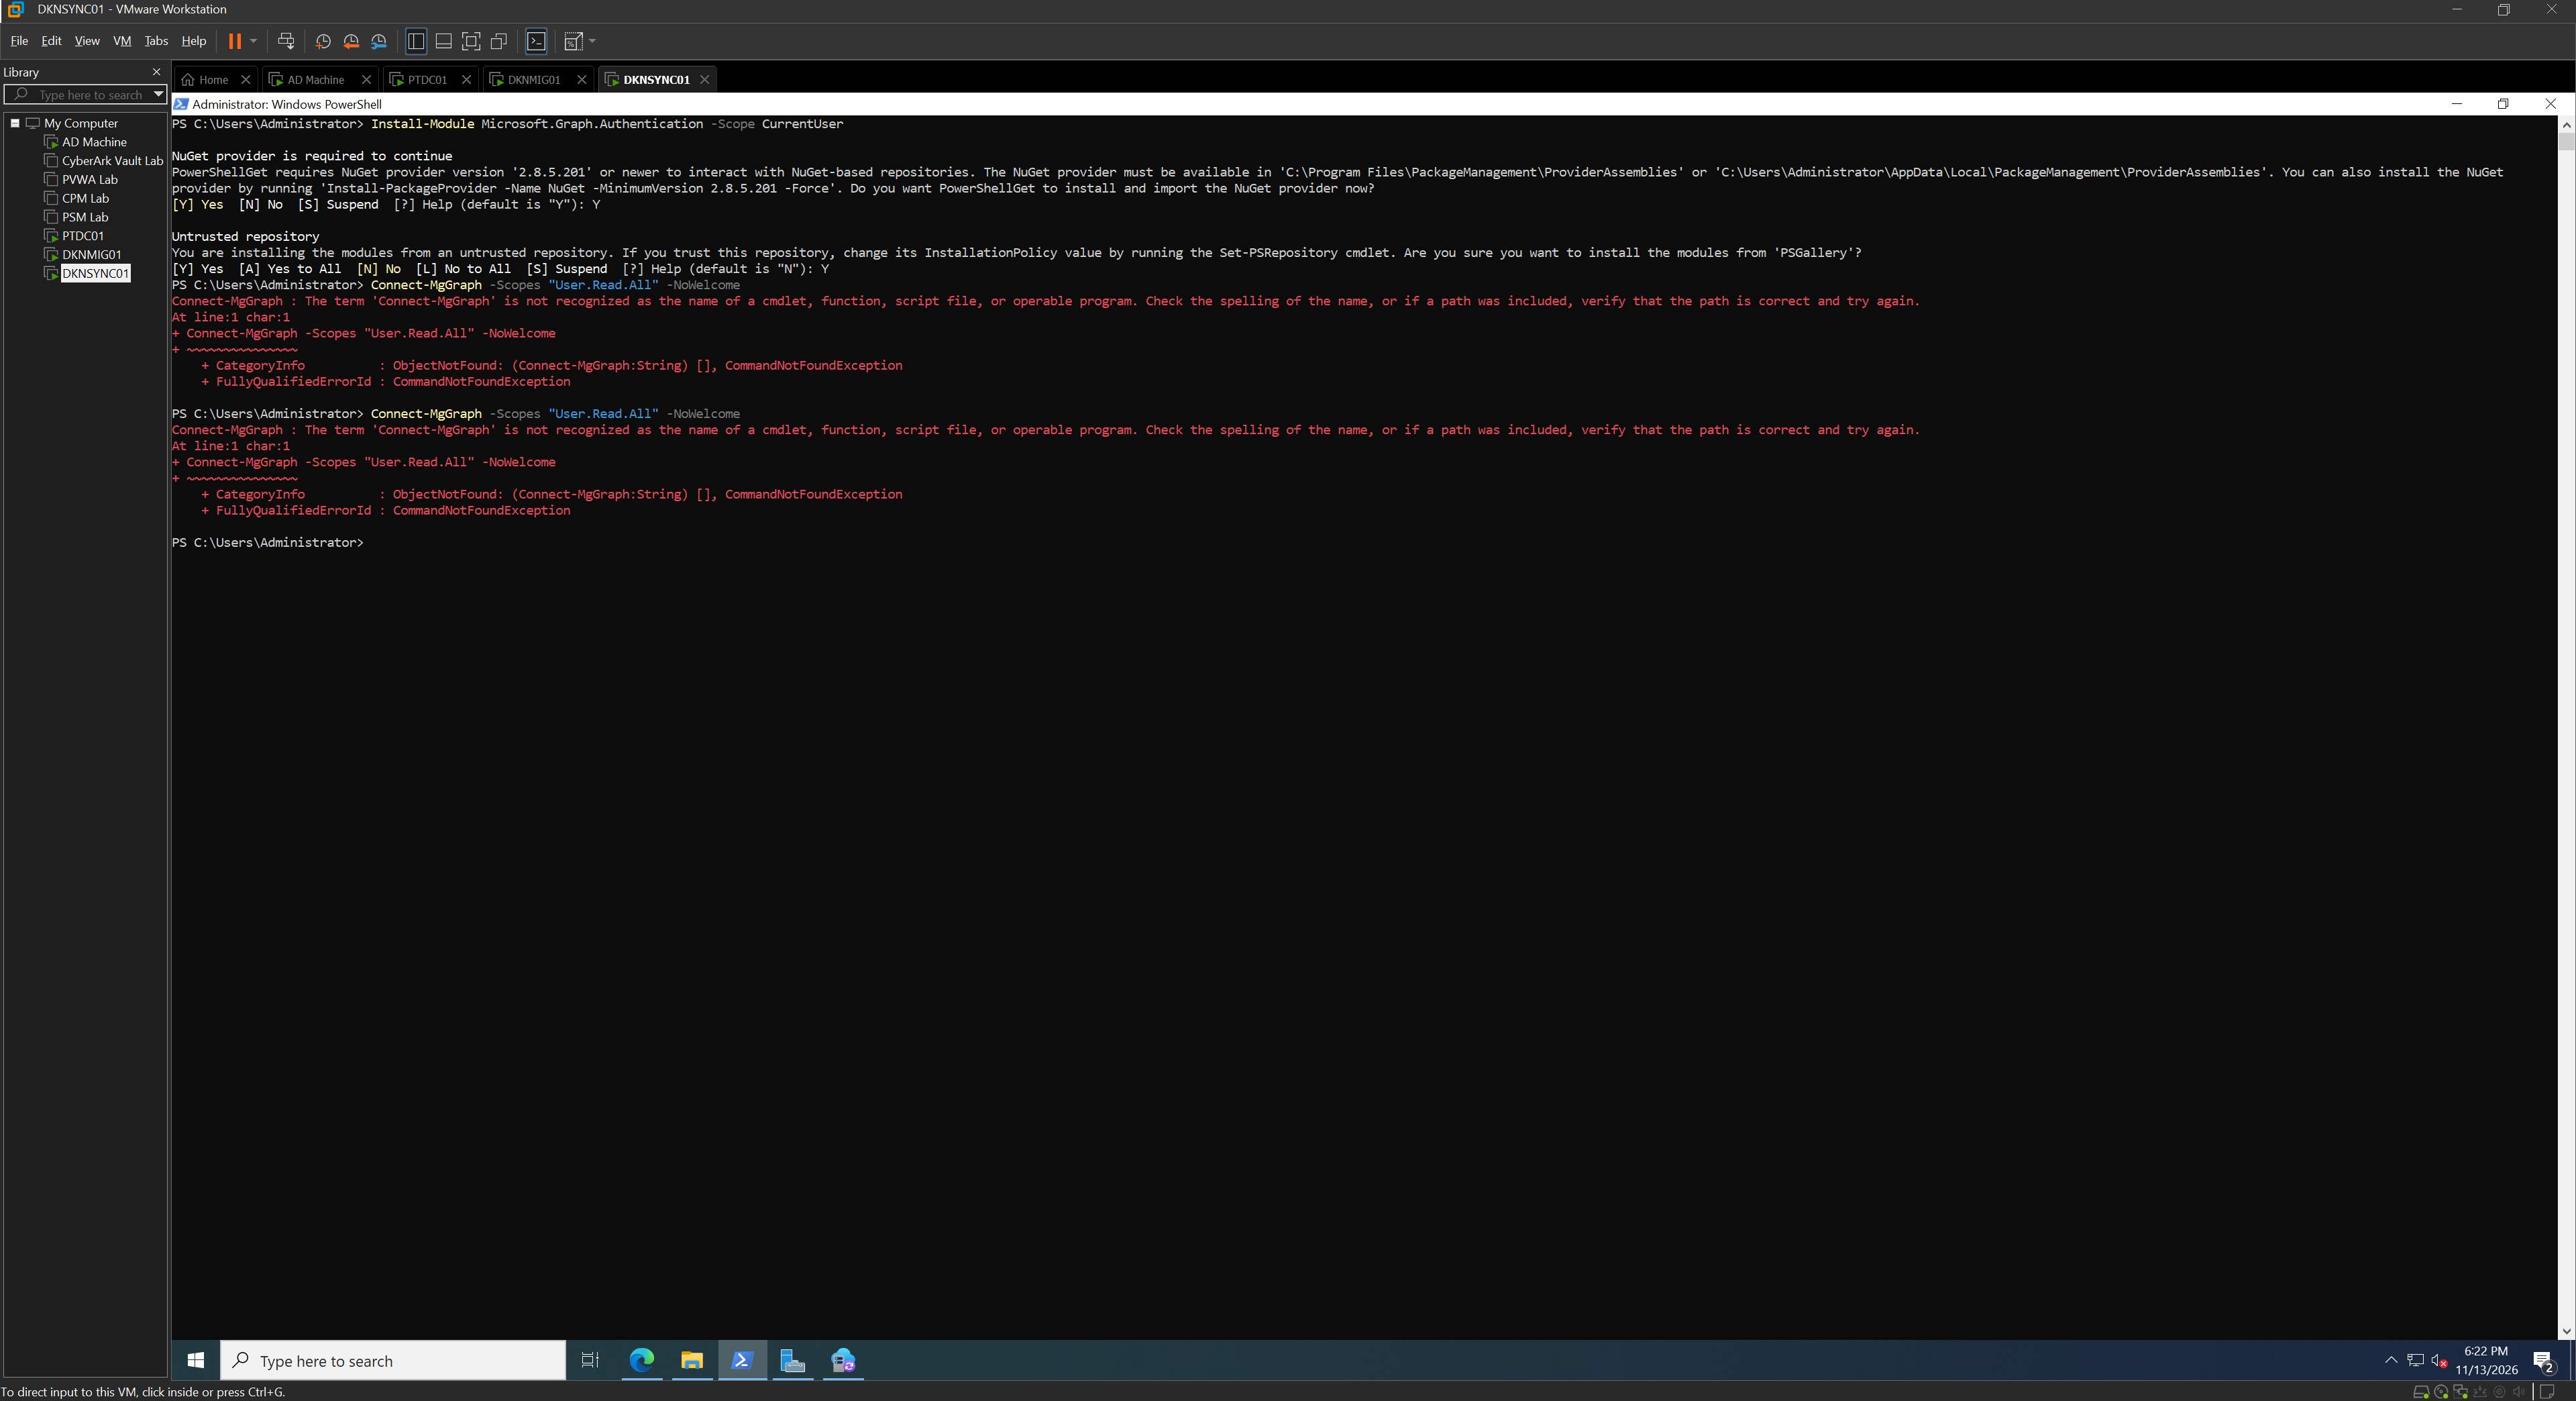 DKNSYNC01 - VMware Workstation
File Edit View VM Tabs Help
Library
Type here to search
My Computer
AD Machine
CyberArk Vault Lab
PVWA Lab
CPM Lab
PSM Lab
PTDC01
DKNMIG01
DKNSYNC01
Home AD Machine PTDC01 DKNMIG01 DKNSYNC01
Administrator: Windows PowerShell
PS C:\Users\Administrator> Install-Module Microsoft.Graph.Authentication -Scope CurrentUser
NuGet provider is required to continue
PowerShellGet requires NuGet provider version '2.8.5.201' or newer to interact with NuGet-based repositories. The NuGet provider must be available in 'C:\Program Files\PackageManagement\ProviderAssemblies' or 'C:\Users\Administrator\AppData\Local\PackageManagement\ProviderAssemblies'. You can also install the NuGet
provider by running 'Install-PackageProvider -Name NuGet -MinimumVersion 2.8.5.201 -Force'. Do you want PowerShellGet to install and import the NuGet provider now?
[Y] Yes  [N] No  [S] Suspend  [?] Help (default is "Y"): Y
Untrusted repository
You are installing the modules from an untrusted repository. If you trust this repository, change its InstallationPolicy value by running the Set-PSRepository cmdlet. Are you sure you want to install the modules from 'PSGallery'?
[Y] Yes  [A] Yes to All  [N] No  [L] No to All  [S] Suspend  [?] Help (default is "N"): Y
PS C:\Users\Administrator> Connect-MgGraph -Scopes "User.Read.All" -NoWelcome
Connect-MgGraph : The term 'Connect-MgGraph' is not recognized as the name of a cmdlet, function, script file, or operable program. Check the spelling of the name, or if a path was included, verify that the path is correct and try again.
At line:1 char:1
+ Connect-MgGraph -Scopes "User.Read.All" -NoWelcome
+ ~~~~~~~~~~~~~~~
+ CategoryInfo          : ObjectNotFound: (Connect-MgGraph:String) [], CommandNotFoundException
+ FullyQualifiedErrorId : CommandNotFoundException
PS C:\Users\Administrator> Connect-MgGraph -Scopes "User.Read.All" -NoWelcome
Connect-MgGraph : The term 'Connect-MgGraph' is not recognized as the name of a cmdlet, function, script file, or operable program. Check the spelling of the name, or if a path was included, verify that the path is correct and try again.
At line:1 char:1
+ Connect-MgGraph -Scopes "User.Read.All" -NoWelcome
+ ~~~~~~~~~~~~~~~
+ CategoryInfo          : ObjectNotFound: (Connect-MgGraph:String) [], CommandNotFoundException
+ FullyQualifiedErrorId : CommandNotFoundException
PS C:\Users\Administrator>
Type here to search
6:22 PM
11/13/2026
2
To direct input to this VM, click inside or press Ctrl+G.